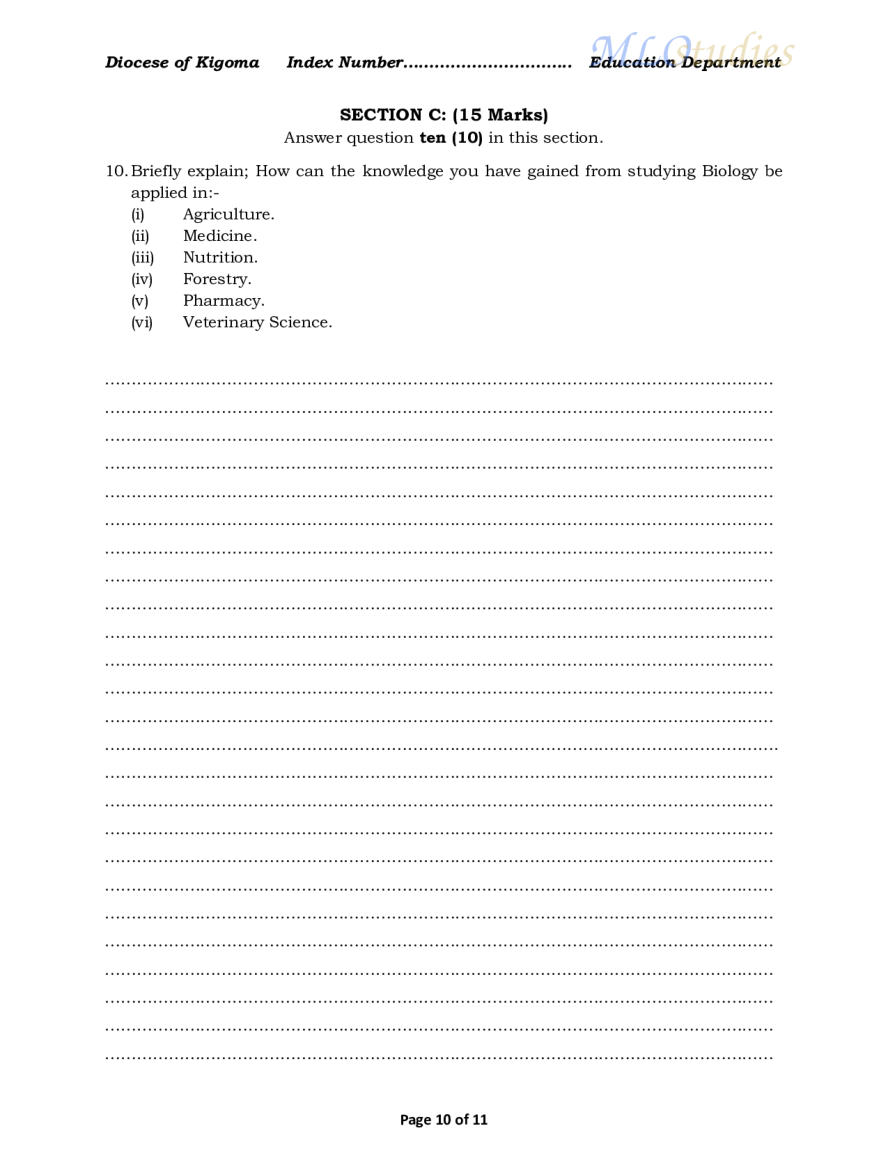 ML Ostudies
Diocese of Kigoma Index Number................................ Education Department
SECTION C: (15 Marks)
Answer question ten (10) in this section.
10. Briefly explain; How can the knowledge you have gained from studying Biology be
applied in:-
(i) Agriculture.
(ii) Medicine.
(iii) Nutrition.
(iv) Forestry.
(v) Pharmacy.
(vi) Veterinary Science.
Page 10 of 11